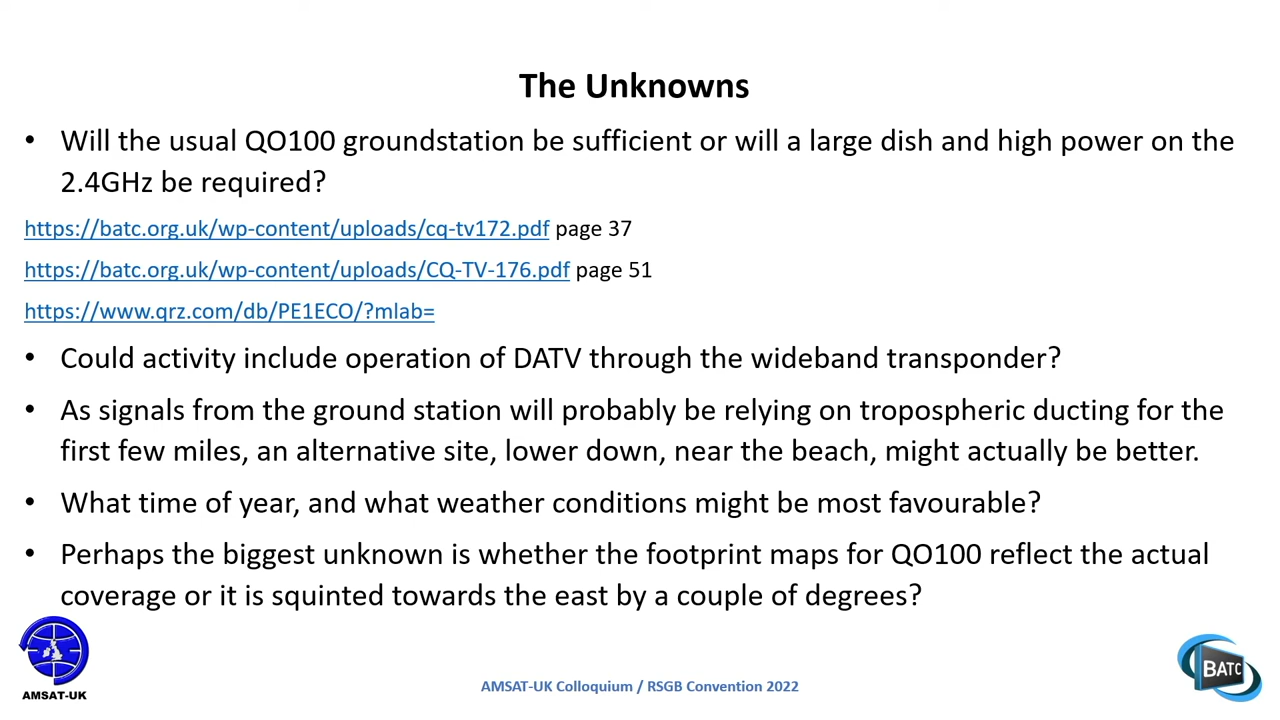 The Unknowns
• Will the usual QO100 groundstation be sufficient or will a large dish and high power on the
2.4GHz be required?
https://batc.org.uk/wp-content/uploads/cq-tv172.pdf page 37
https://batc.org.uk/wp-content/uploads/CQ-TV-176.pdf page 51
https://www.qrz.com/db/PE1ECO/?mlab=
• Could activity include operation of DATV through the wideband transponder?
• As signals from the ground station will probably be relying on tropospheric ducting for the
first few miles, an alternative site, lower down, near the beach, might actually be better.
• What time of year, and what weather conditions might be most favourable?
• Perhaps the biggest unknown is whether the footprint maps for QO100 reflect the actual
coverage or it is squinted towards the east by a couple of degrees?
AMSAT-UK
AMSAT-UK Colloquium / RSGB Convention 2022
BATC